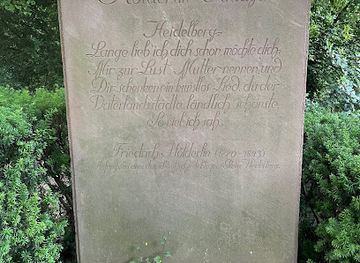 Heidelberg
Lange lieb ich dich schon, möchte dich,
Mir zur Lust, Mutter nennen, und
Dir schenken ein kunstlos Lied, du der
Vaterlandsstädte ländlich schönste,
So viel ich sah.
Friedrich Hölderlin (1770 - 1843)